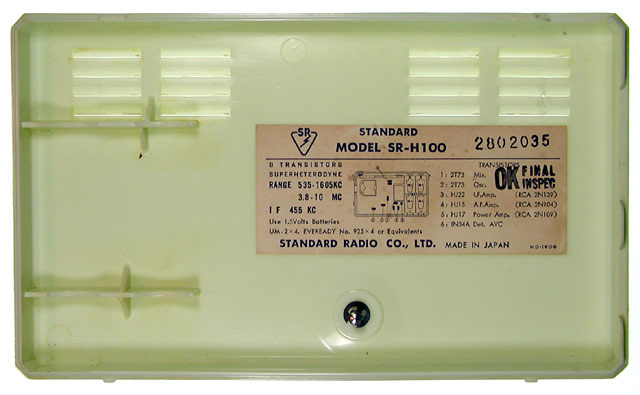 SR
STANDARD
MODEL SR-H100
2802035
8 TRANSISTORS
SUPERHETERODYNE
RANGE 535-1605KC
3.8-10 MC
I F 455 KC
Use 1.5Volts Batteries
UM-2×4, EVEREADY No. 935×4 or Equivalents
TRANSISTORS
1: 2T73 Mix.
2: 2T73 Osc.
3: HJ22 I.F.Amp. (RCA 2N139)
4: HJ15 A.F.Amp. (RCA 2N104)
5: HJ17 Power Amp. (RCA 2N109)
6: IN34A Det. AVC
OK FINAL
INSPEC
STANDARD RADIO CO., LTD. MADE IN JAPAN